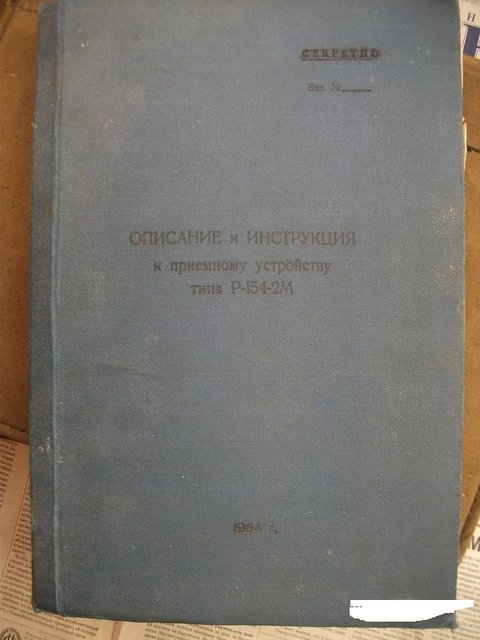 СЕКРЕТНО
Экз. №
ОПИСАНИЕ и ИНСТРУКЦИЯ
к приемному устройству
типа Р-154-2М
1964 г.